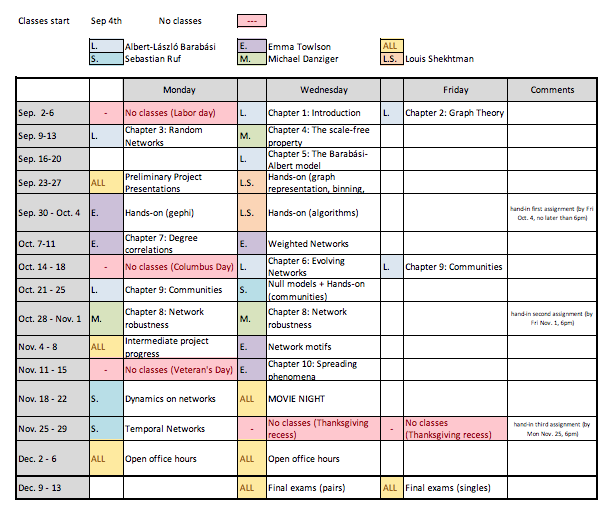 Classes start Sep 4th No classes ---
L. Albert-László Barabási E. Emma Towlson ALL
S. Sebastian Ruf M. Michael Danziger L.S. Louis Shekhtman
Monday Wednesday Friday Comments
Sep. 2-6 - No classes (Labor day) L. Chapter 1: Introduction L. Chapter 2: Graph Theory
Sep. 9-13 L. Chapter 3: Random Networks M. Chapter 4: The scale-free property
Sep. 16-20 L. Chapter 5: The Barabási-Albert model
Sep. 23-27 ALL Preliminary Project Presentations L.S. Hands-on (graph representation, binning,
Sep. 30 - Oct. 4 E. Hands-on (gephi) L.S. Hands-on (algorithms) hand-in first assignment (by Fri Oct. 4, no later than 6pm)
Oct. 7-11 E. Chapter 7: Degree correlations E. Weighted Networks
Oct. 14 - 18 - No classes (Columbus Day) L. Chapter 6: Evolving Networks L. Chapter 9: Communities
Oct. 21 - 25 L. Chapter 9: Communities S. Null models + Hands-on (communities)
Oct. 28 - Nov. 1 M. Chapter 8: Network robustness M. Chapter 8: Network robustness hand-in second assignment (by Fri Nov. 1, 6pm)
Nov. 4 - 8 ALL Intermediate project progress E. Network motifs
Nov. 11 - 15 - No classes (Veteran's Day) E. Chapter 10: Spreading phenomena
Nov. 18 - 22 S. Dynamics on networks ALL MOVIE NIGHT
Nov. 25 - 29 S. Temporal Networks - No classes (Thanksgiving recess) - No classes (Thanksgiving recess) hand-in third assignment (by Mon Nov. 25, 6pm)
Dec. 2 - 6 ALL Open office hours ALL Open office hours
Dec. 9 - 13 ALL Final exams (pairs) ALL Final exams (singles)